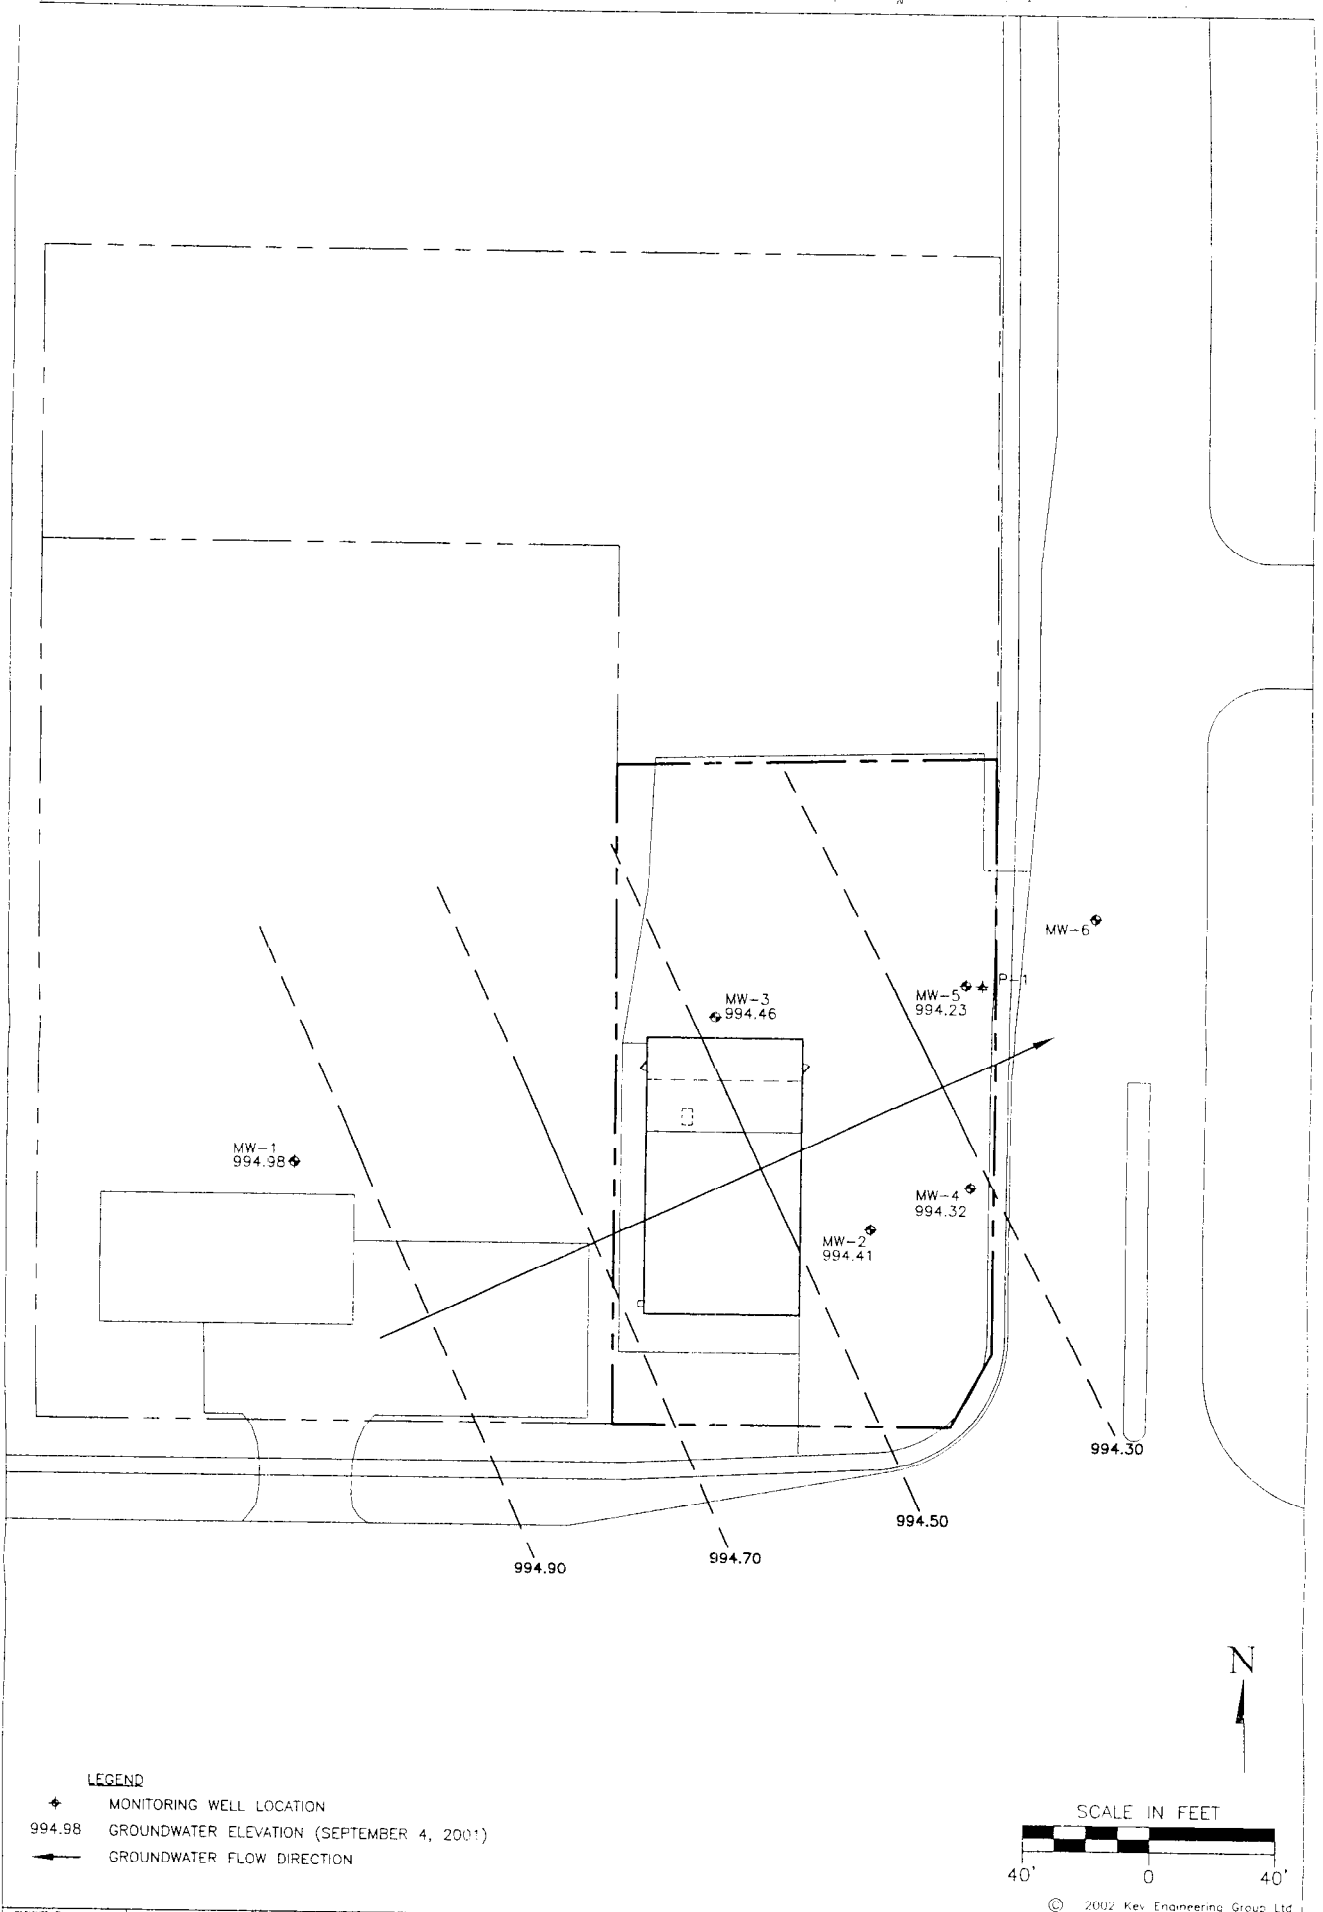 MW-6
P-1
MW-5
994.23
MW-3
994.46
MW-1
994.98
MW-4
994.32
MW-2
994.41
994.30
994.50
994.70
994.90
N
LEGEND
MONITORING WELL LOCATION
994.98 GROUNDWATER ELEVATION (SEPTEMBER 4, 2001)
GROUNDWATER FLOW DIRECTION
SCALE IN FEET
40' 0 40'
© 2002 Key Engineering Group Ltd